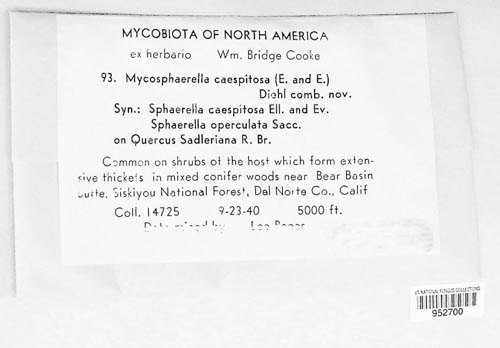 MYCOBIOTA OF NORTH AMERICA
ex herbario Wm. Bridge Cooke
93. Mycosphaerella caespitosa (E. and E.)
Diehl comb. nov.
Syn.: Sphaerella caespitosa Ell. and Ev.
Sphaerella operculata Sacc.
on Quercus Sadleriana R. Br.
Common on shrubs of the host which form exten-
sive thickets in mixed conifer woods near Bear Basin
Butte, Siskiyou National Forest, Del Norte Co., Calif
Coll. 14725 9-23-40 5000 ft.
Determined by
US NATIONAL FUNGUS COLLECTIONS
952700